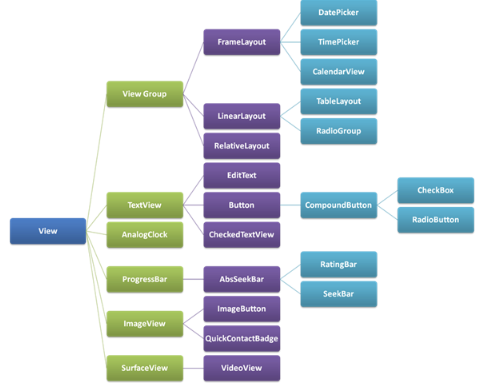 DatePicker
FrameLayout
TimePicker
CalendarView
View Group
TableLayout
LinearLayout
RadioGroup
RelativeLayout
EditText
CheckBox
TextView
Button
CompoundButton
RadioButton
View
AnalogClock
CheckedTextView
RatingBar
ProgressBar
AbsSeekBar
SeekBar
ImageButton
ImageView
QuickContactBadge
SurfaceView
VideoView